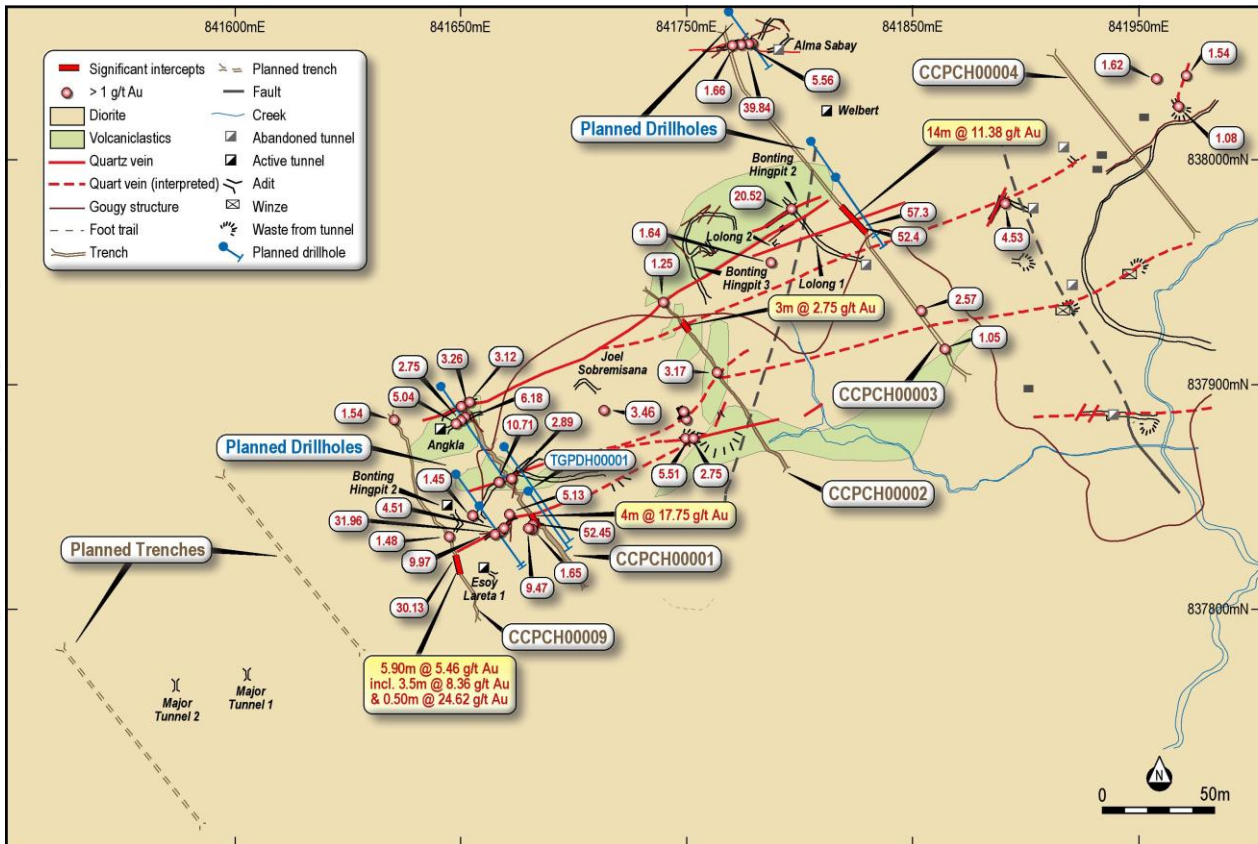 841600mE
841650mE
841750mE
841850mE
841950mE
Significant intercepts
> 1 g/t Au
Diorite
Volcaniclastics
Quartz vein
Quart vein (interpreted)
Gougy structure
Foot trail
Trench
Planned trench
Fault
Creek
Abandoned tunnel
Active tunnel
Adit
Winze
Waste from tunnel
Planned drillhole
Alma Sabay
5.56
1.66
39.84
Welbert
Planned Drillholes
CCPCH00004
1.62
1.54
1.08
14m @ 11.38 g/t Au
838000mN
Bonting
Hingpit 2
20.52
57.3
52.4
4.53
1.64
Lolong 2
1.25
Bonting
Hingpit 3
Lolong 1
3m @ 2.75 g/t Au
2.57
1.05
3.26
3.12
2.75
Joel
Sobremisana
3.17
CCPCH00003
837900mN
5.04
6.18
1.54
3.46
10.71
2.89
Angkla
Planned Drillholes
TGPDH00001
5.51
2.75
1.45
Bonting
Hingpit 2
CCPCH00002
4.51
5.13
4m @ 17.75 g/t Au
31.96
52.45
1.48
Planned Trenches
9.97
CCPCH00001
1.65
9.47
Esoy
Lareta 1
30.13
837800mN
CCPCH00009
5.90m @ 5.46 g/t Au
incl. 3.5m @ 8.36 g/t Au
& 0.50m @ 24.62 g/t Au
Major
Tunnel 2
Major
Tunnel 1
N
0 50m